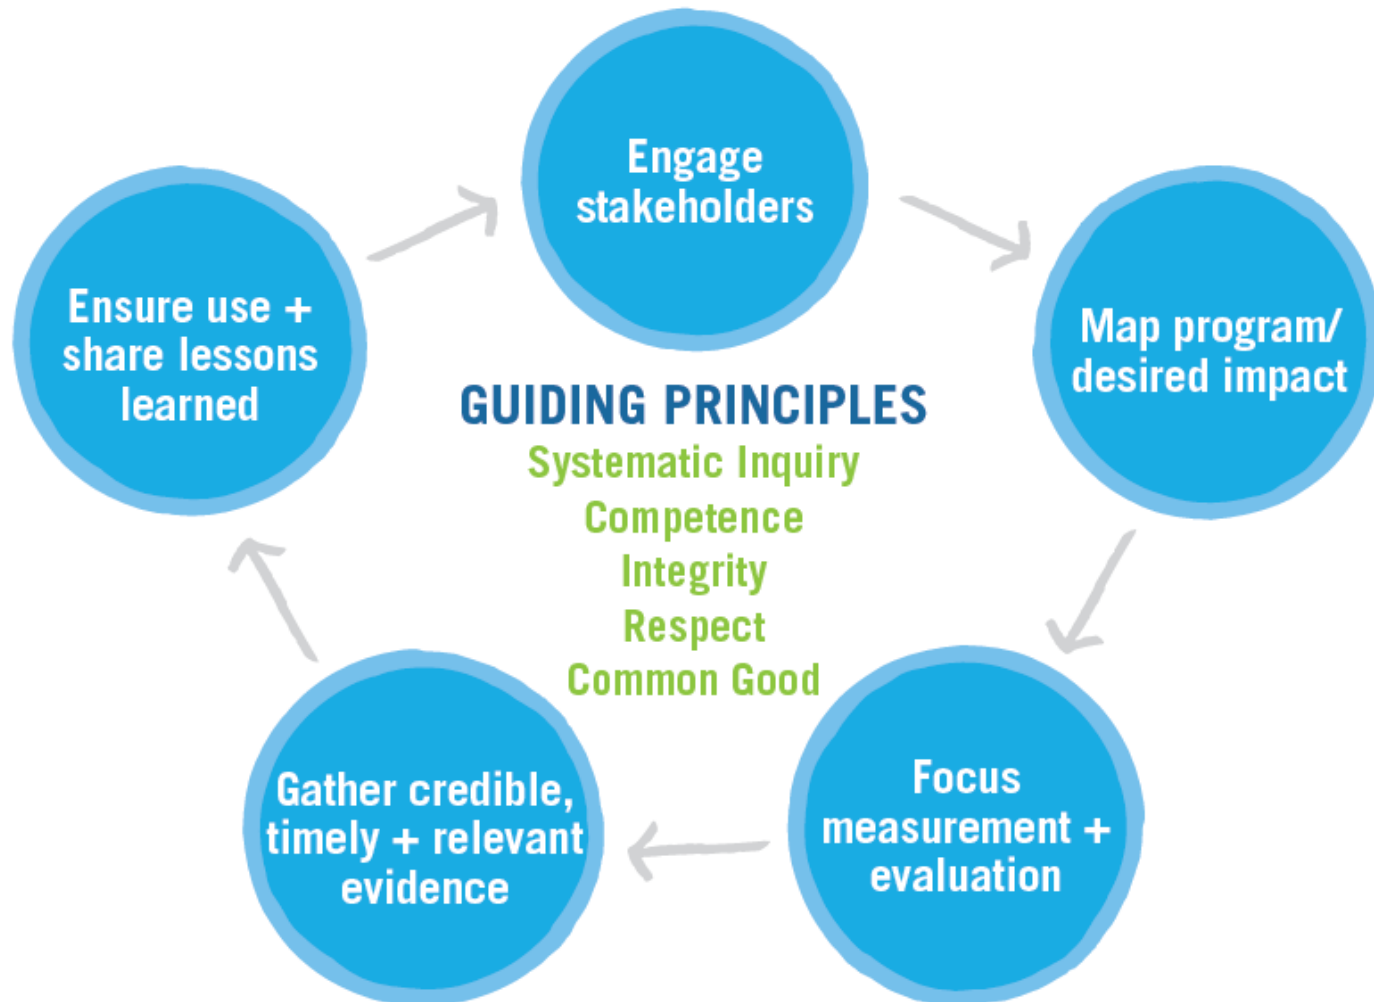 Engage
stakeholders
Map program/
desired impact
Focus
measurement +
evaluation
Gather credible,
timely + relevant
evidence
Ensure use +
share lessons
learned
GUIDING PRINCIPLES
Systematic Inquiry
Competence
Integrity
Respect
Common Good